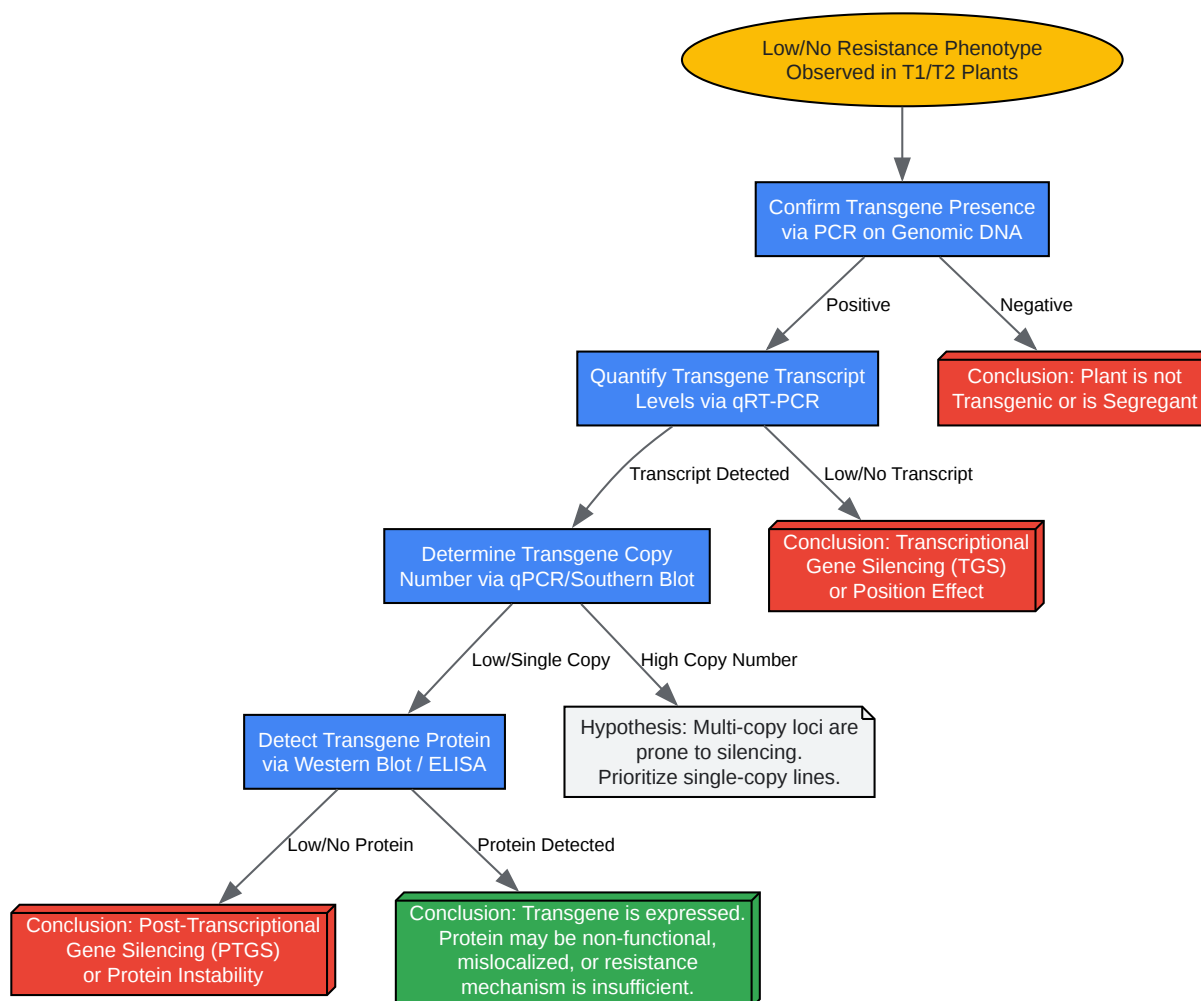 Low/No Resistance Phenotype
Observed in T1/T2 Plants
Confirm Transgene Presence
via PCR on Genomic DNA
Positive
Negative
Quantify Transgene Transcript
Levels via qRT-PCR
Conclusion: Plant is not
Transgenic or is Segregant
Transcript Detected
Low/No Transcript
Determine Transgene Copy
Number via qPCR/Southern Blot
Conclusion: Transcriptional
Gene Silencing (TGS)
or Position Effect
Low/Single Copy
High Copy Number
Detect Transgene Protein
via Western Blot / ELISA
Hypothesis: Multi-copy loci are
prone to silencing.
Prioritize single-copy lines.
Low/No Protein
Protein Detected
Conclusion: Post-Transcriptional
Gene Silencing (PTGS)
or Protein Instability
Conclusion: Transgene is expressed.
Protein may be non-functional,
mislocalized, or resistance
mechanism is insufficient.